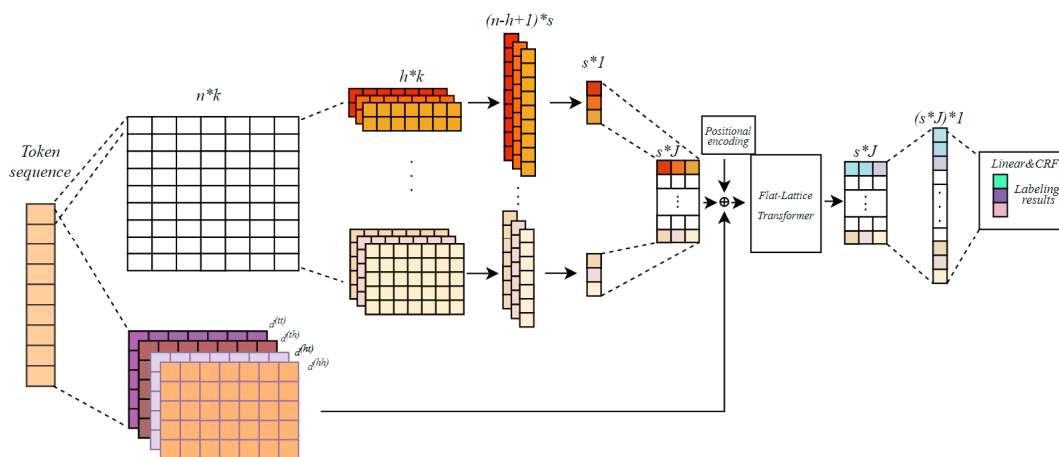 Token
sequence
n*k
h*k
(n-h+1)*s
s*1
s*J
Positional
encoding
Flat-Lattice
Transformer
s*J
(s*J)*1
Linear&CRF
Labeling
results
d(tt)
d(th)
d(ht)
d(hh)